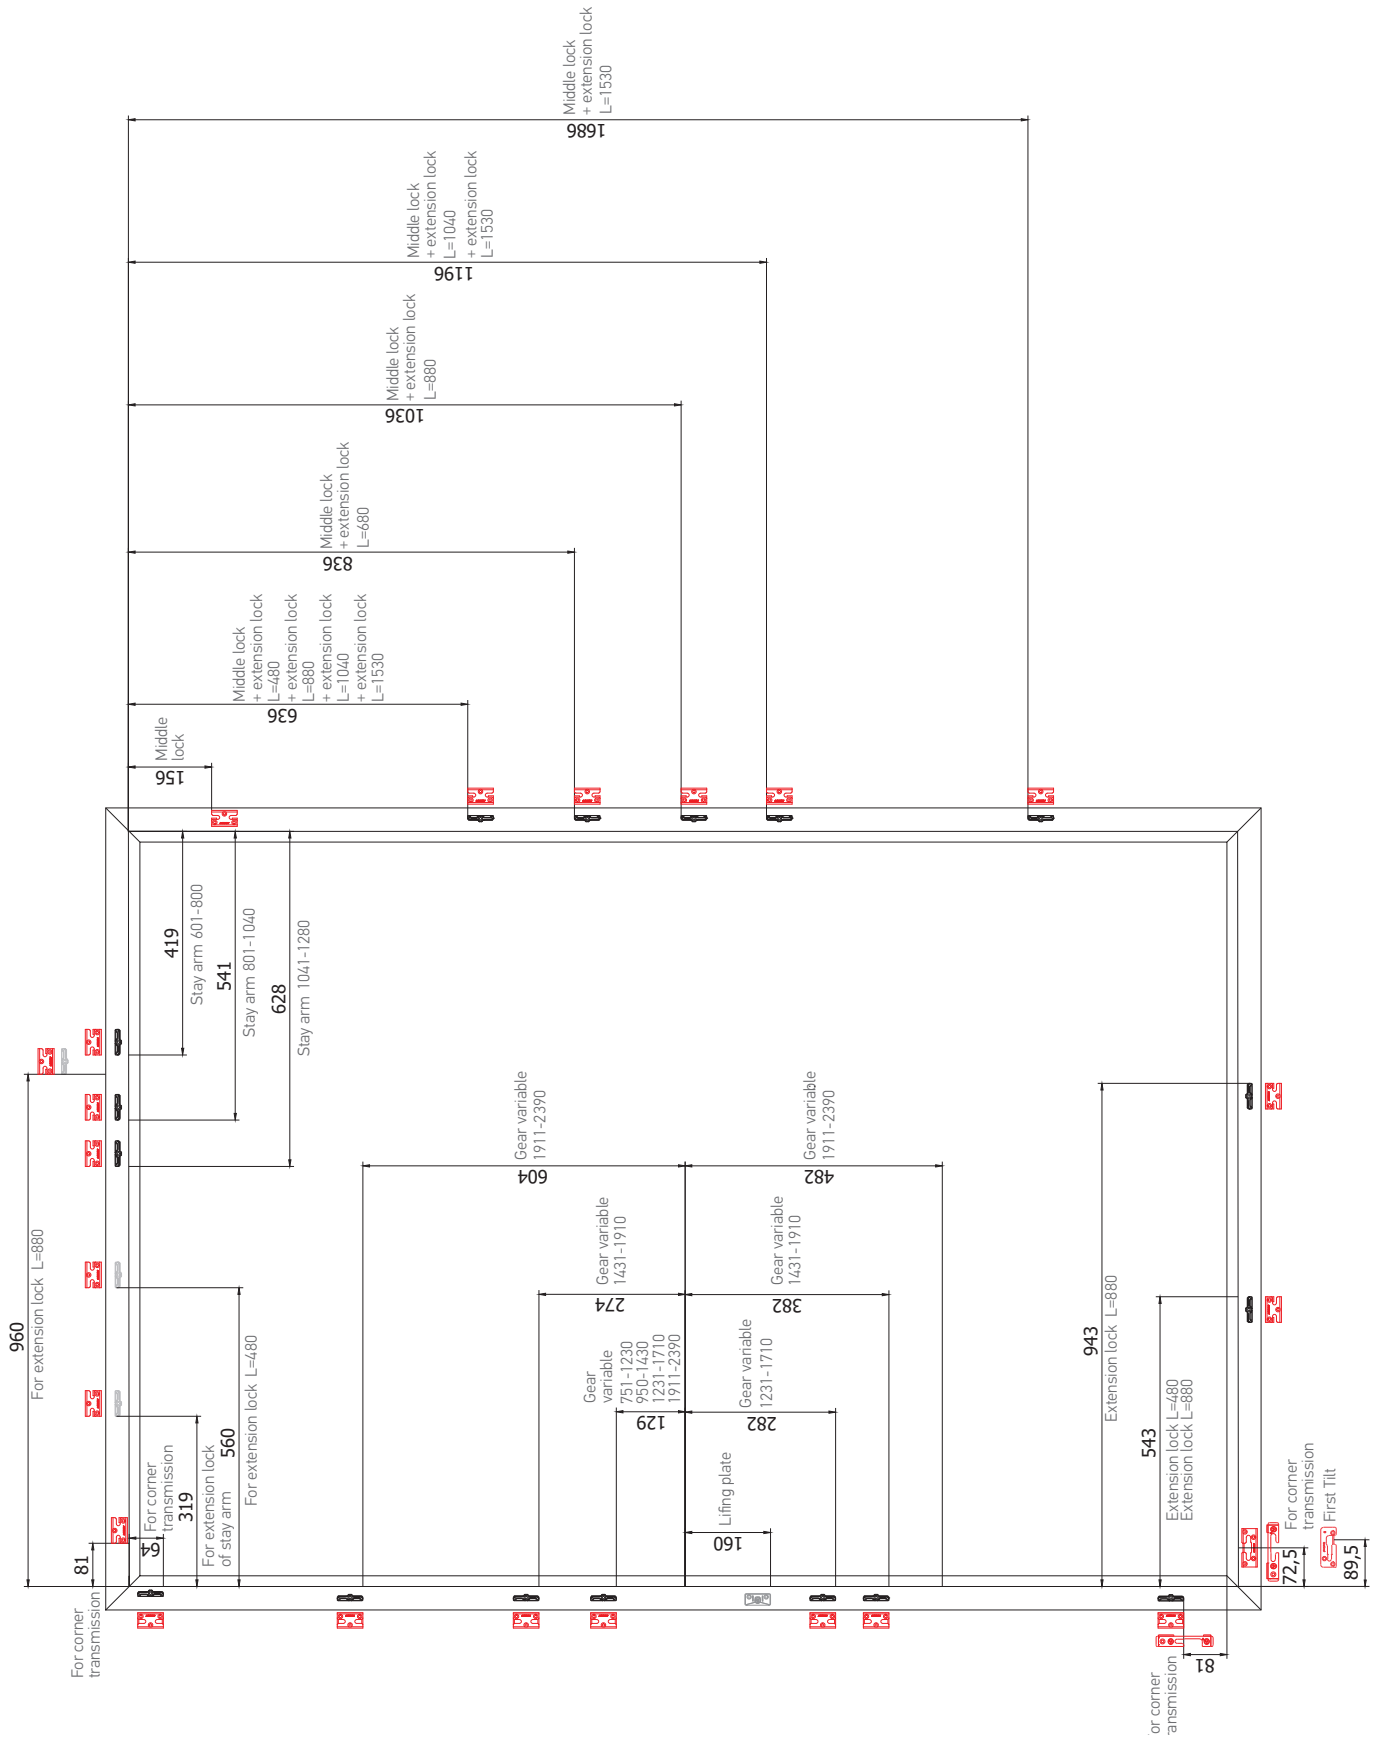 Middle lock
+ extension lock
L=1530
1686
Middle lock
+ extension lock
L=1040
+ extension lock
L=1530
1196
Middle lock
+ extension lock
L=880
1036
Middle lock
+ extension lock
L=680
836
Middle lock
+ extension lock
L=480
+ extension lock
L=880
+ extension lock
L=1040
+ extension lock
L=1530
636
Middle
lock
156
419
Stay arm 601-800
541
Stay arm 801-1040
628
Stay arm 1041-1280
960
For extension lock L=880
Gear variable
1911-2390
604
Gear variable
1911-2390
482
Gear variable
1431-1910
274
Gear variable
1431-1910
382
Gear
variable
751-1230
950-1430
1231-1710
1911-2390
129
Gear variable
1231-1710
282
Lifing plate
160
943
Extension lock L=880
543
Extension lock L=480
Extension lock L=880
560
For extension lock L=480
319
For extension lock
of stay arm
For corner
transmission
64
81
For corner
transmission
For corner
transmission
72,5
First Tilt
89,5
or corner
ansmission
81